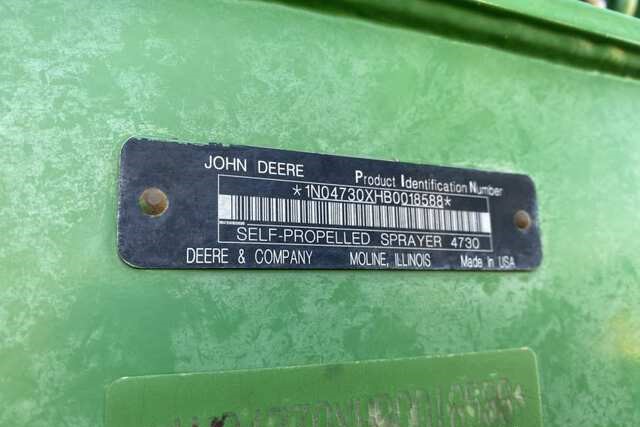 JOHN DEERE
Product Identification Number
*1N04730XHB0018588*
SELF-PROPELLED SPRAYER 4730
DEERE & COMPANY MOLINE, ILLINOIS Made in USA